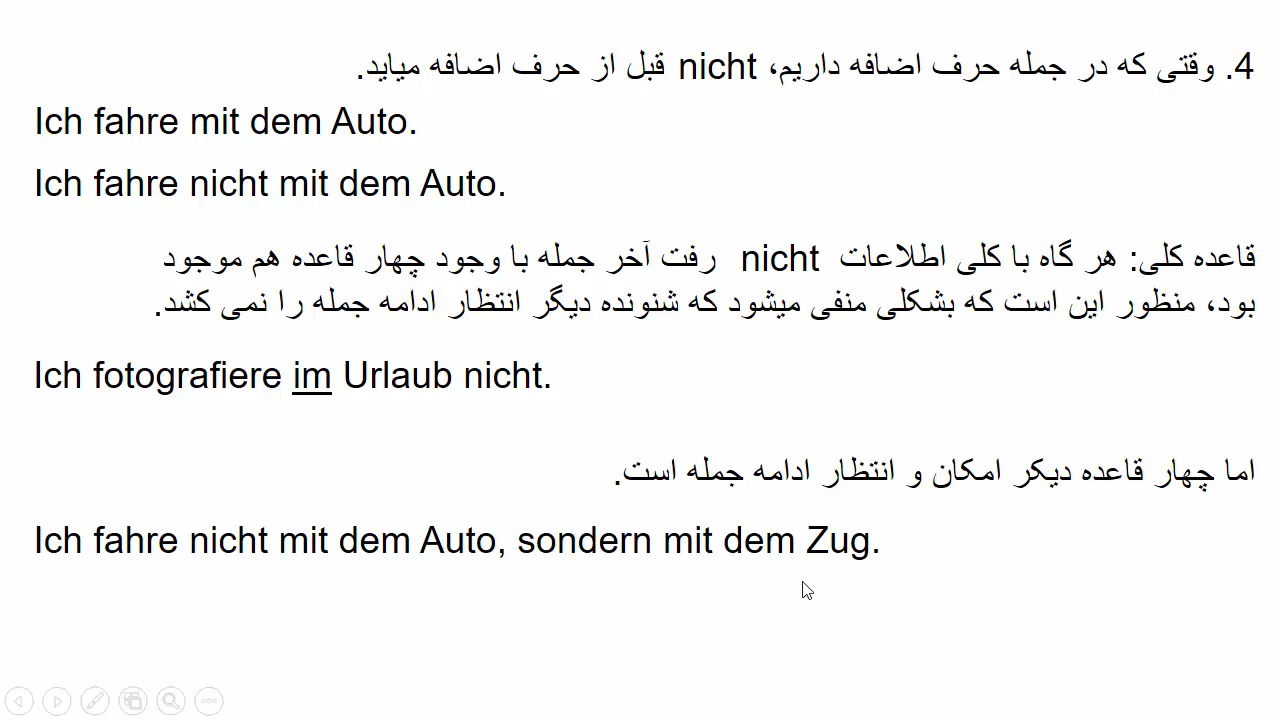 4. وقتی که در جمله حرف اضافه داریم، nicht قبل از حرف اضافه میاید.
Ich fahre mit dem Auto.
Ich fahre nicht mit dem Auto.
قاعده کلی: هر گاه با کلی اطلاعات nicht رفت آخر جمله با وجود چهار قاعده هم موجود
بود، منظور این است که بشکلی منفی میشود که شنونده دیگر انتظار ادامه جمله را نمی کشد.
Ich fotografiere im Urlaub nicht.
اما چهار قاعده دیکر امکان و انتظار ادامه جمله است.
Ich fahre nicht mit dem Auto, sondern mit dem Zug.